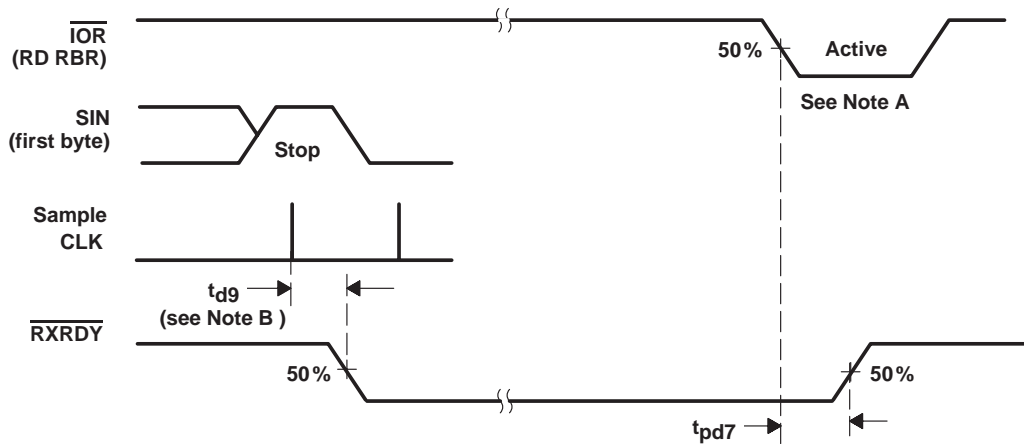 IOR
(RD RBR)
50%
Active
See Note A
SIN
(first byte)
Stop
Sample
CLK
td9
(see Note B )
RXRDY
50%
50%
tpd7